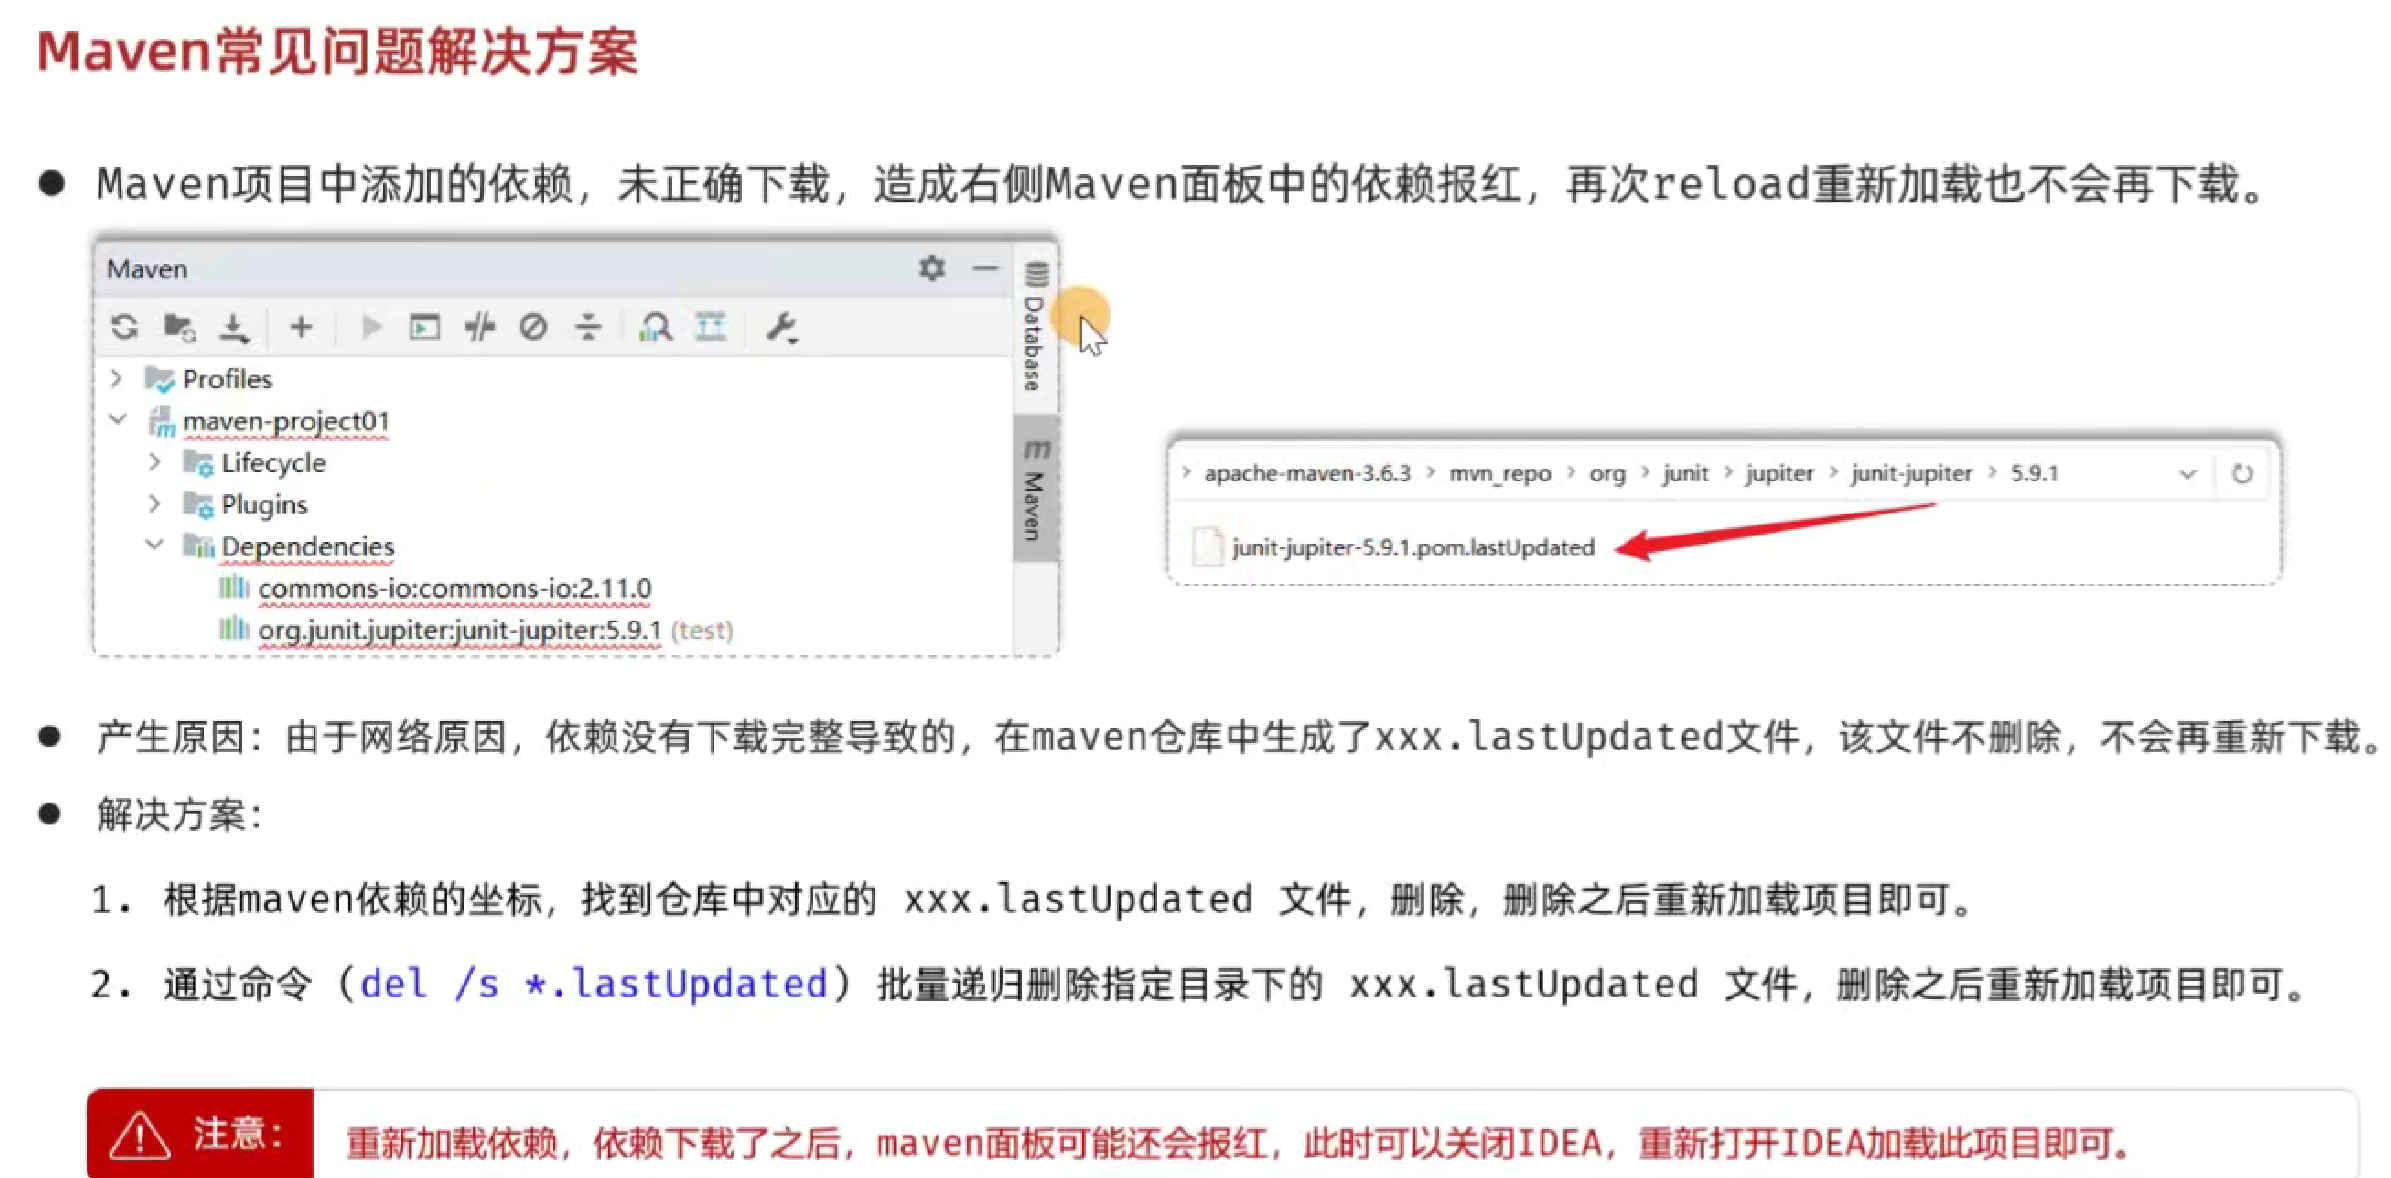 Maven常见问题解决方案
● Maven项目中添加的依赖，未正确下载，造成右侧Maven面板中的依赖报红，再次reload重新加载也不会再下载。
Maven
Database
Profiles
maven-project01
Lifecycle
Plugins
Dependencies
commons-io:commons-io:2.11.0
org.junit.jupiter:junit-jupiter:5.9.1 (test)
m Maven
> apache-maven-3.6.3 > mvn_repo > org > junit > jupiter > junit-jupiter > 5.9.1
junit-jupiter-5.9.1.pom.lastUpdated
● 产生原因：由于网络原因，依赖没有下载完整导致的，在maven仓库中生成了xxx.lastUpdated文件，该文件不删除，不会再重新下载。
● 解决方案：
1. 根据maven依赖的坐标，找到仓库中对应的 xxx.lastUpdated 文件，删除，删除之后重新加载项目即可。
2. 通过命令（del /s *.lastUpdated）批量递归删除指定目录下的 xxx.lastUpdated 文件，删除之后重新加载项目即可。
注意：
重新加载依赖，依赖下载了之后，maven面板可能还会报红，此时可以关闭IDEA，重新打开IDEA加载此项目即可。